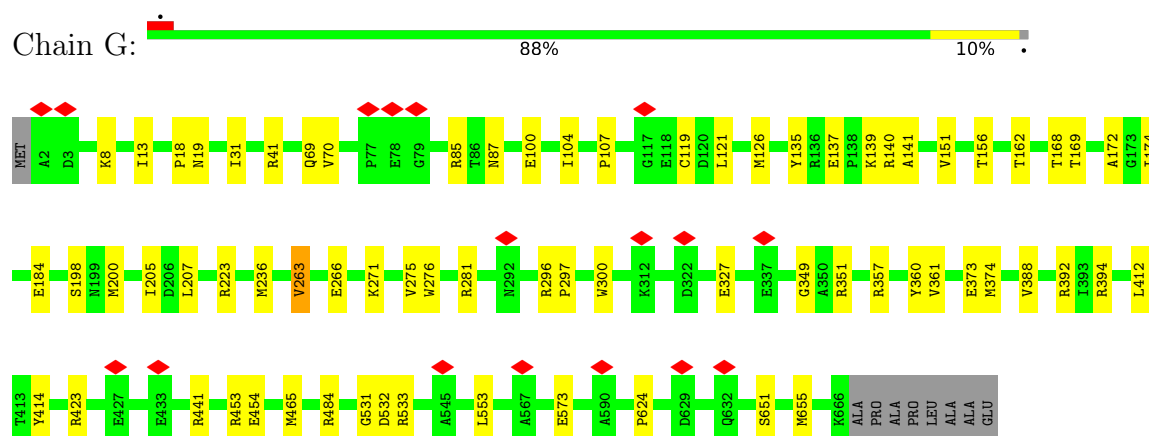 Chain G:
88%
10%
MET A2 D3 K8 I13 P18 N19 I31 R41 Q69 V70 P77 E78 G79 R85 T86 N87 E100 I104 P107 G117 E118 C119 D120 L121 M126 Y135 R136 E137 P138 K139 R140 A141 V151 T156 T162 T168 T169 A172 G173 I174
E184 S198 N199 M200 I205 D206 L207 R223 M236 V263 E266 K271 V275 W276 R281 N292 R296 P297 W300 K312 D322 E327 E337 G349 A350 R351 R357 Y360 V361 E373 M374 V388 R392 I393 R394 L412
T413 Y414 R423 E427 E433 R441 R453 E454 M465 R484 G531 D532 R533 A545 L553 A567 E573 A590 P624 D629 Q632 S651 M655 K666 ALA PRO ALA PRO LEU ALA ALA GLU